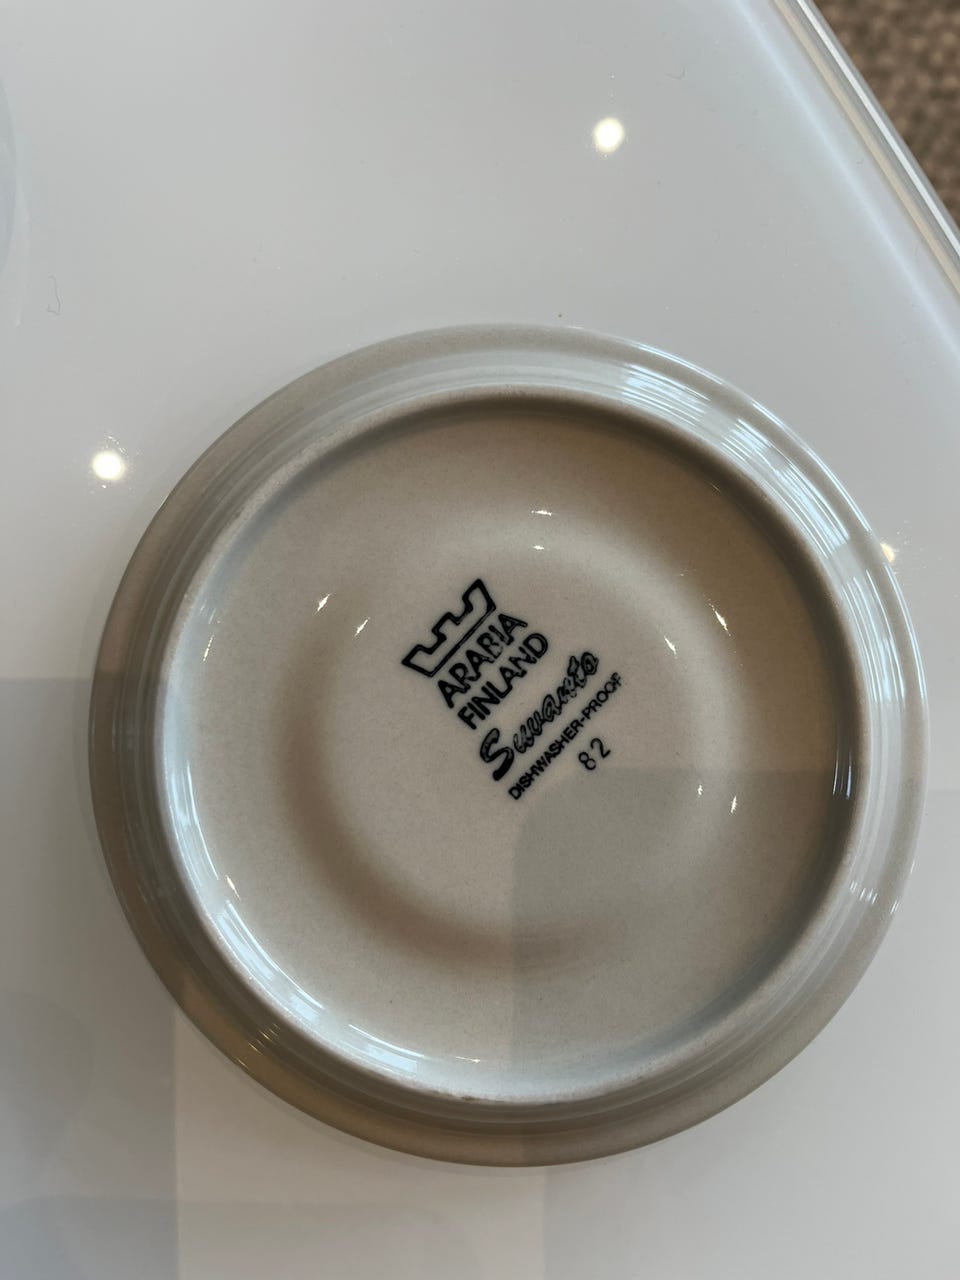 ARABIA
FINLAND
Suvanto
DISHWASHER-PROOF
82